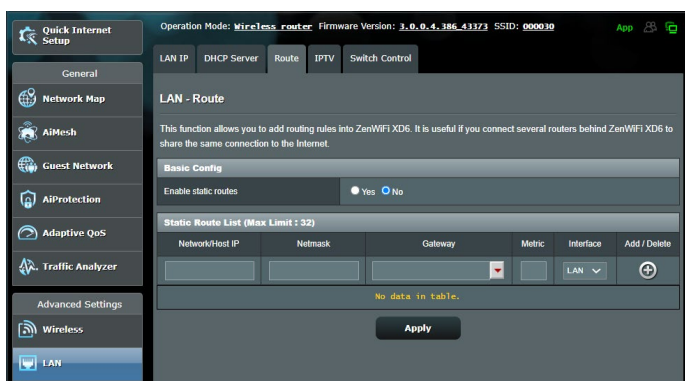 Quick Internet
Setup
Operation Mode: Wireless router Firmware Version: 3.0.0.4.386_43373 SSID: 000030
App
General
Network Map
AiMesh
Guest Network
AiProtection
Adaptive QoS
Traffic Analyzer
Advanced Settings
Wireless
LAN
LAN IP DHCP Server Route IPTV Switch Control
LAN - Route
This function allows you to add routing rules into ZenWiFi XD6. It is useful if you connect several routers behind ZenWiFi XD6 to
share the same connection to the Internet.
Basic Config
Enable static routes Yes No
Static Route List (Max Limit : 32)
Network/Host IP Netmask Gateway Metric Interface Add / Delete
LAN
No data in table.
Apply